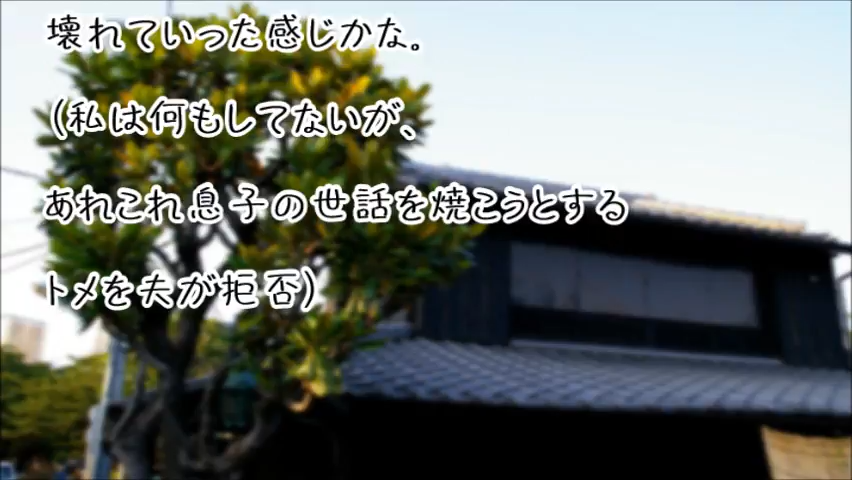 壊れていった感じかな。
(私は何もしてないが、
あれこれ息子の世話を焼こうとする
トメを夫が拒否)